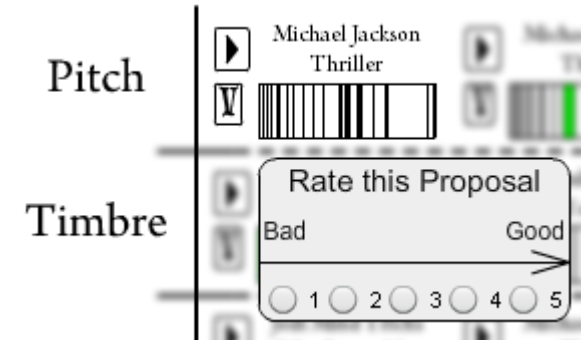 Pitch
Michael Jackson
Thriller
V
Timbre
Rate this Proposal
Bad
Good
1 2 3 4 5